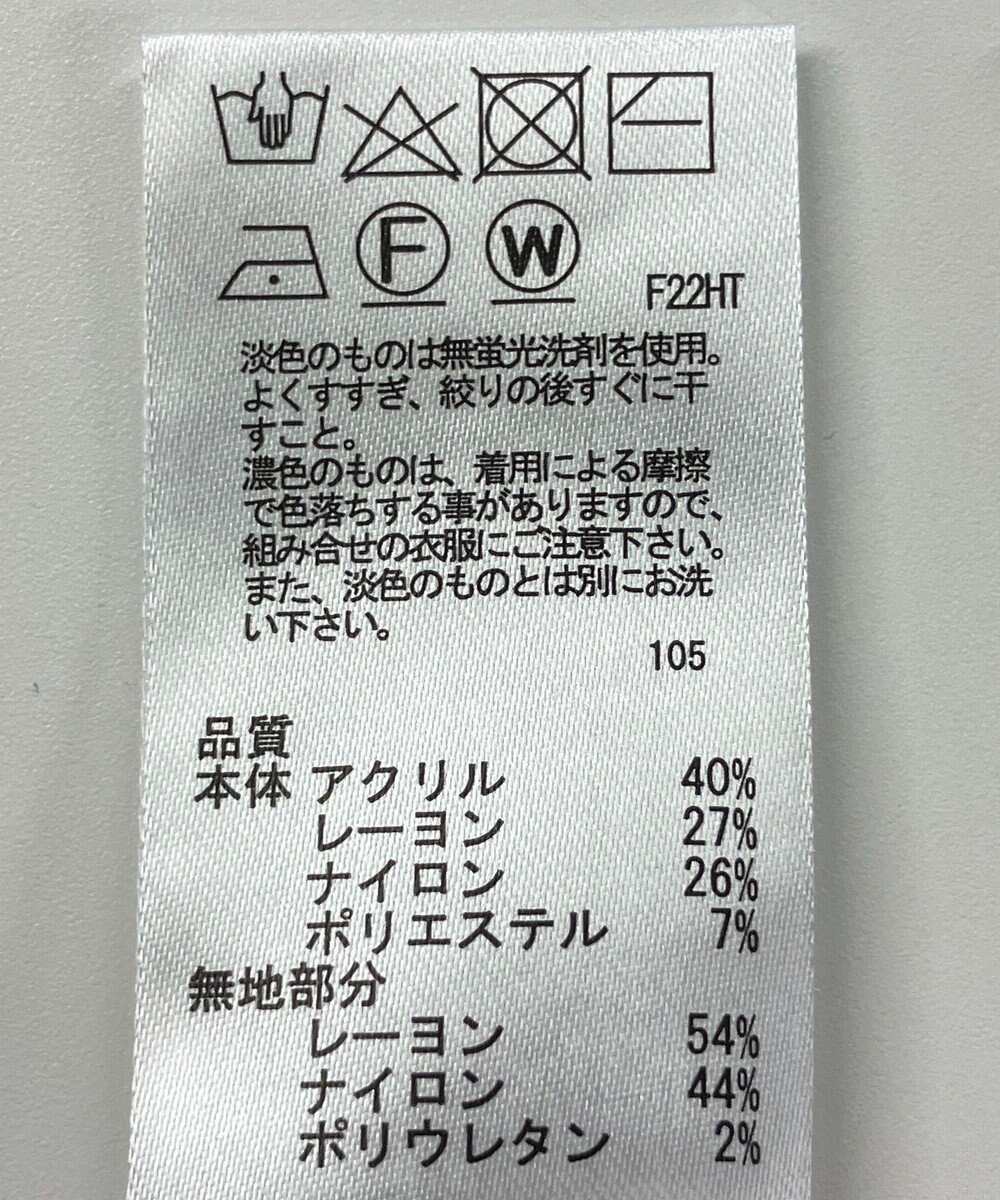 F W
F22HT
淡色のものは無蛍光洗剤を使用。
よくすすぎ、絞りの後すぐに干
すこと。
濃色のものは、着用による摩擦
で色落ちする事がありますので、
組み合せの衣服にご注意下さい。
また、淡色のものとは別にお洗
い下さい。
105
品質
本体 アクリル 40%
レーヨン 27%
ナイロン 26%
ポリエステル 7%
無地部分
レーヨン 54%
ナイロン 44%
ポリウレタン 2%